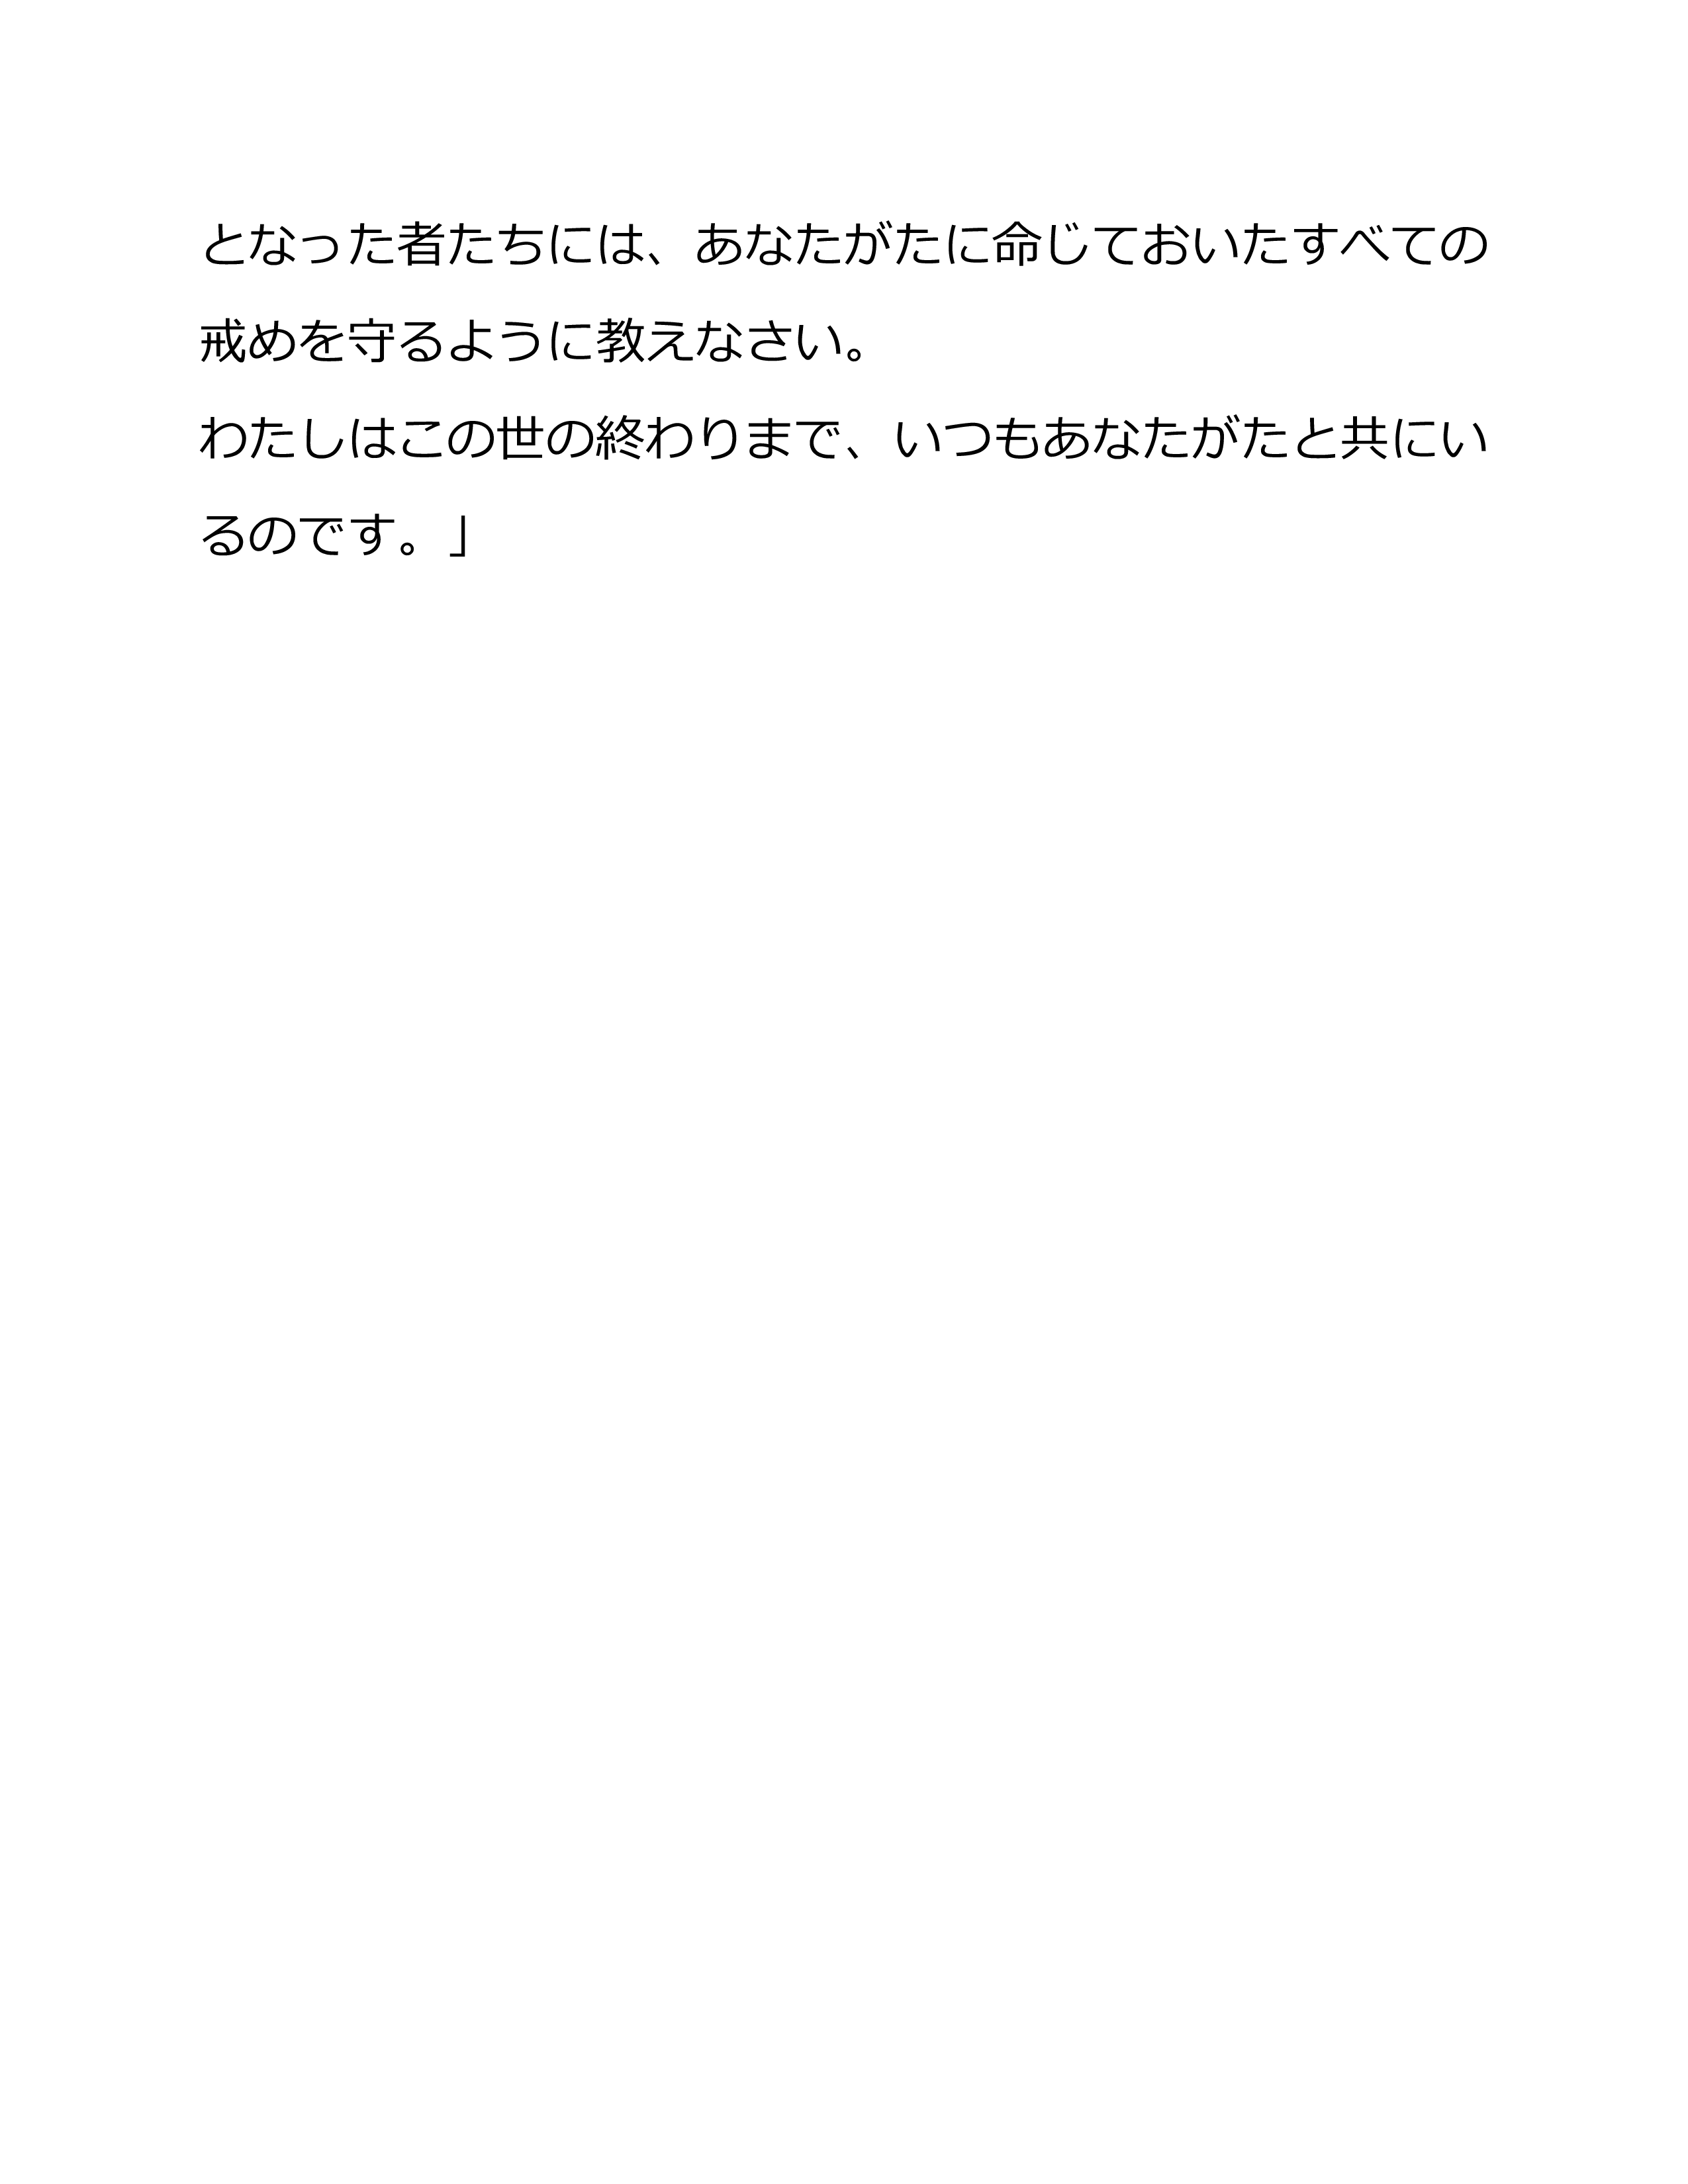 となった者たちには、あなたがたに命じておいたすべての
戒めを守るように教えなさい。
わたしはこの世の終わりまで、いつもあなたがたと共にい
るのです。」